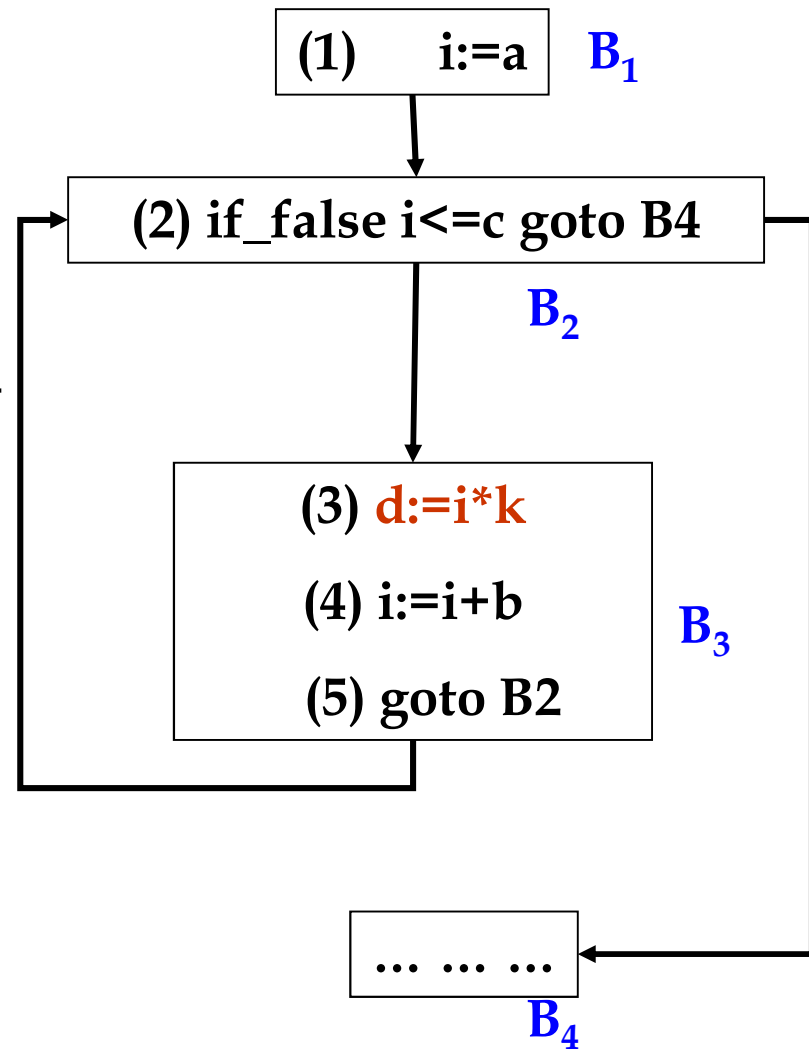 (1) i:=a B1
(2) if_false i<=c goto B4
B2
(3) d:=i*k
(4) i:=i+b
B3
(5) goto B2
... ... ...
B4